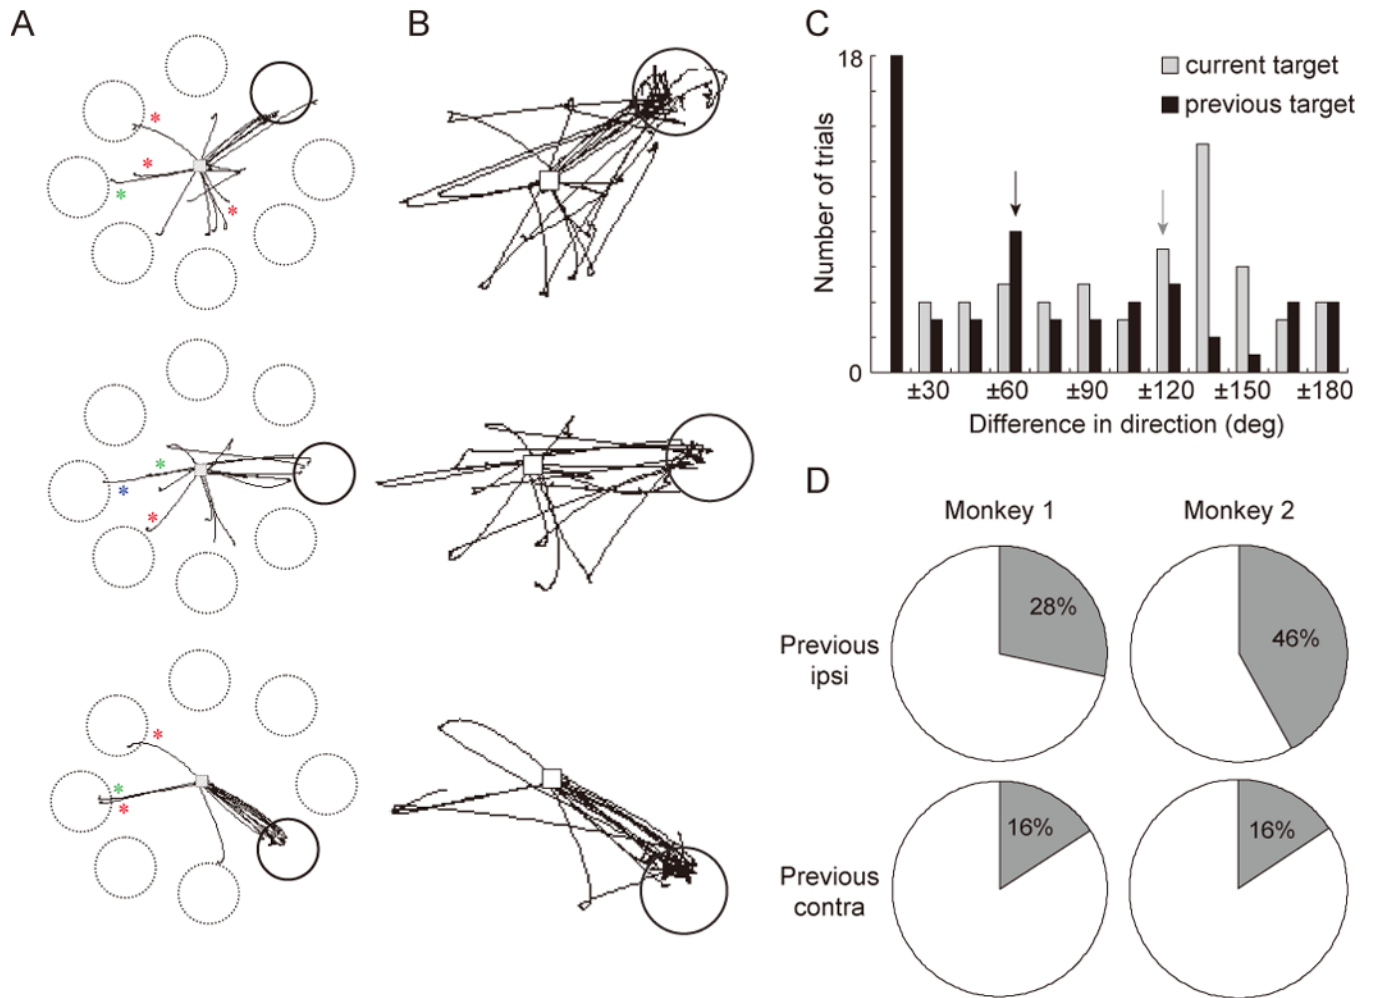 A
B
C
18
current target
previous target
Number of trials
0
±30 ±60 ±90 ±120 ±150 ±180
Difference in direction (deg)
D
Monkey 1 Monkey 2
Previous
ipsi
28%
46%
Previous
contra
16%
16%